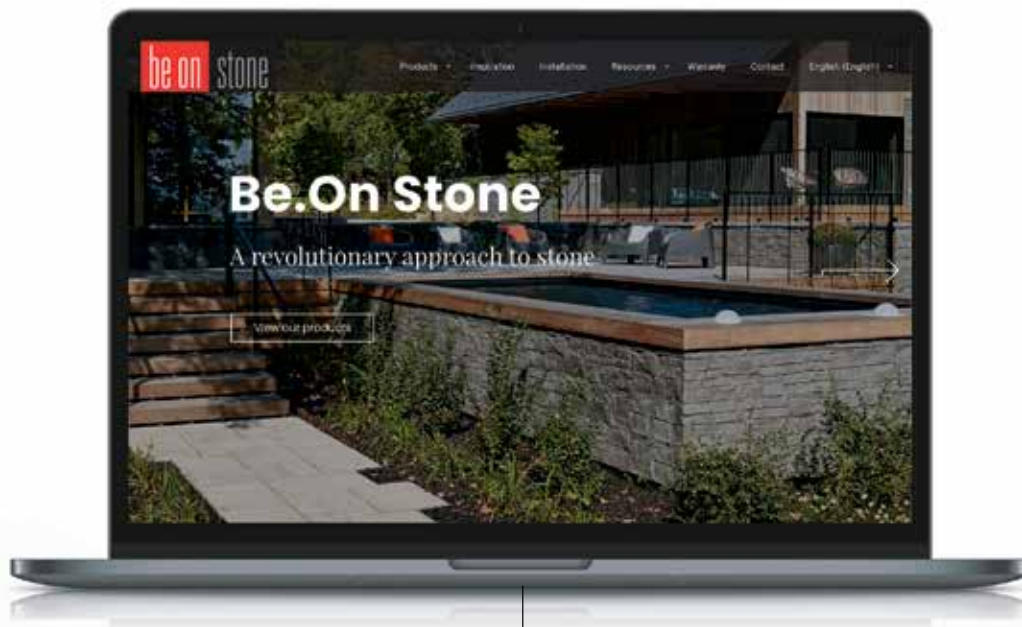 be on stone
Products Inspiration Installation Resources Warranty Contact English (English)
Be.On Stone
A revolutionary approach to stone
View our products